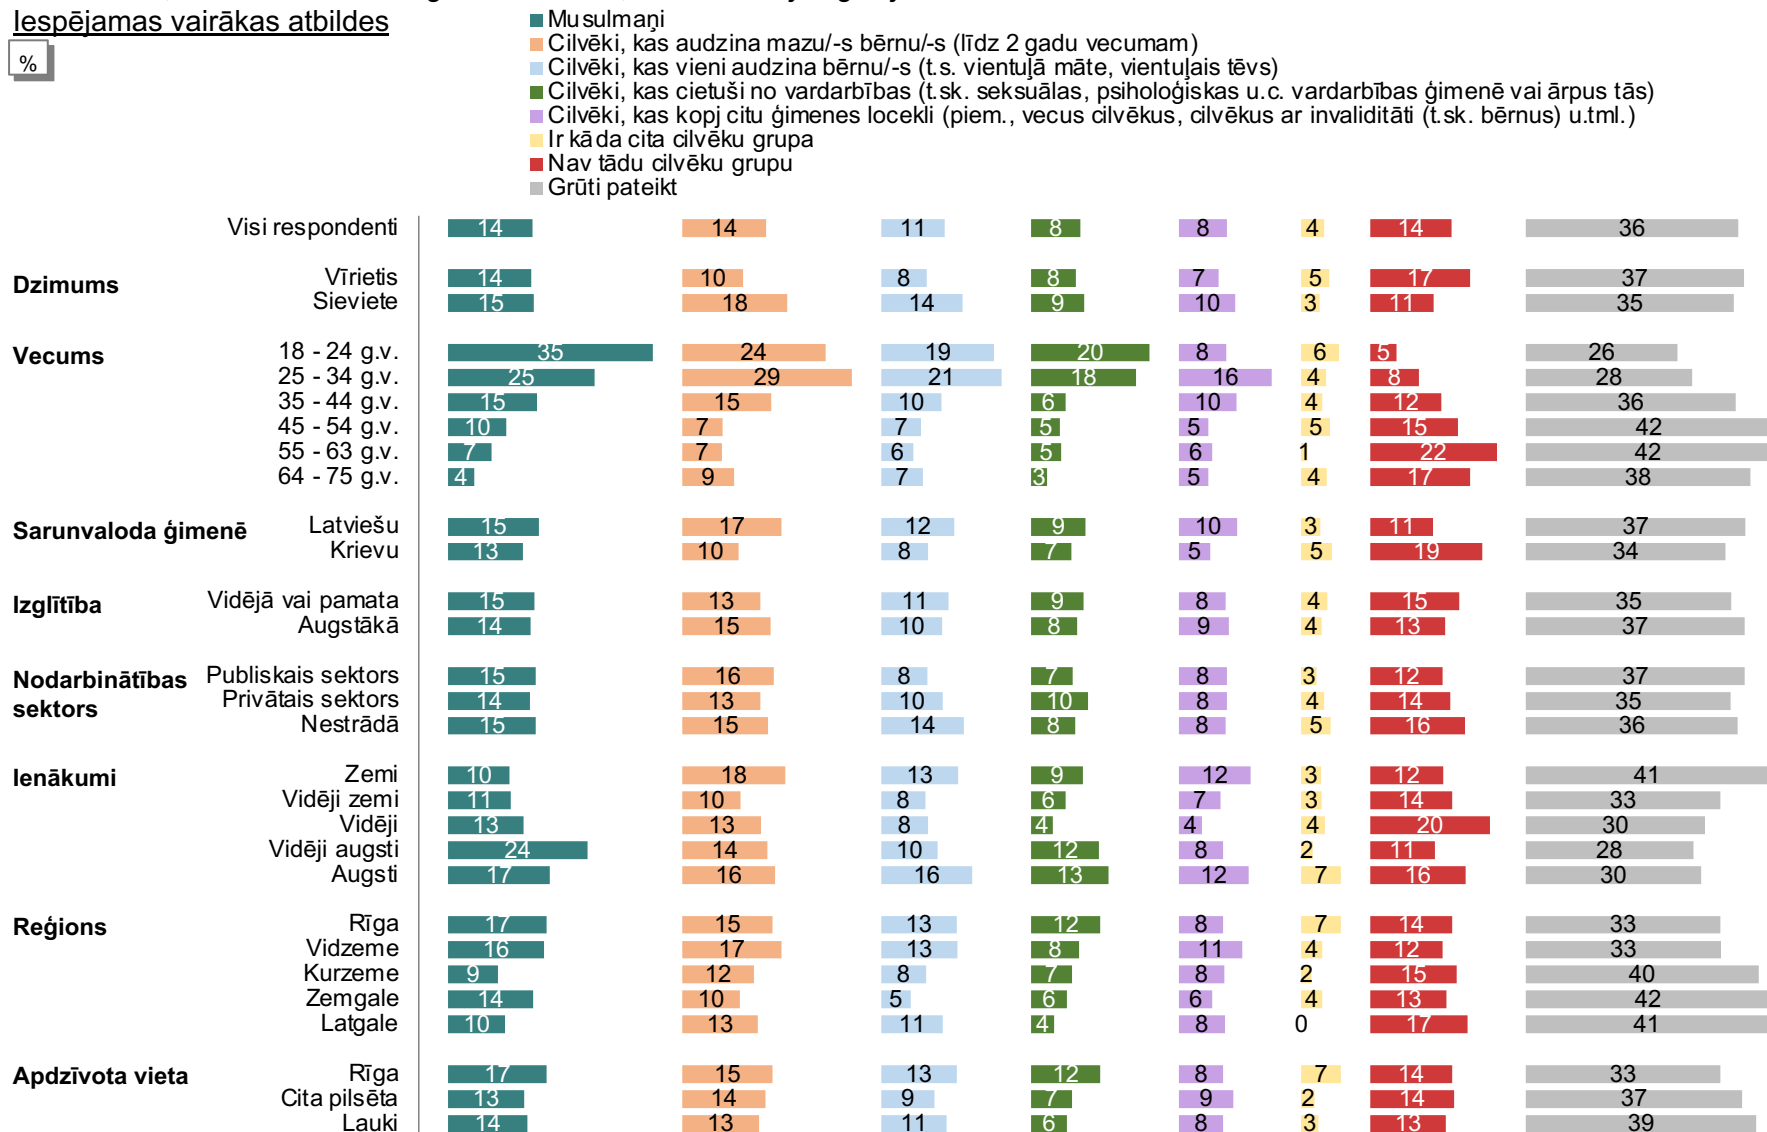 Iespējamas vairākas atbildes
%
Musulmaņi
Cilvēki, kas audzina mazu/-s bērnu/-s (līdz 2 gadu vecumam)
Cilvēki, kas vieni audzina bērnu/-s (t.s. vientuļā māte, vientuļais tēvs)
Cilvēki, kas cietuši no vardarbības (t.sk. seksuālas, psiholoģiskas u.c. vardarbības ģimenē vai ārpus tās)
Cilvēki, kas kopj citu ģimenes locekli (piem., vecus cilvēkus, cilvēkus ar invaliditāti (t.sk. bērnus) u.tml.)
Ir kāda cita cilvēku grupa
Nav tādu cilvēku grupu
Grūti pateikt
Visi respondenti 14 14 11 8 8 4 14 36
Dzimums
Vīrietis 14 10 8 8 7 5 17 37
Sieviete 15 18 14 9 10 3 11 35
Vecums
18 - 24 g.v. 35 24 19 20 8 6 5 26
25 - 34 g.v. 25 29 21 18 16 4 8 28
35 - 44 g.v. 15 15 10 6 10 4 12 36
45 - 54 g.v. 10 7 7 5 5 5 15 42
55 - 63 g.v. 7 7 6 5 6 1 22 42
64 - 75 g.v. 4 9 7 3 5 4 17 38
Sarunvaloda ģimenē
Latviešu 15 17 12 9 10 3 11 37
Krievu 13 10 8 7 5 5 19 34
Izglītība
Vidējā vai pamata 15 13 11 9 8 4 15 35
Augstākā 14 15 10 8 9 4 13 37
Nodarbinātības
sektors
Publiskais sektors 15 16 8 7 8 3 12 37
Privātais sektors 14 13 10 10 8 4 14 35
Nestrādā 15 15 14 8 8 5 16 36
Ienākumi
Zemi 10 18 13 9 12 3 12 41
Vidēji zemi 11 10 8 6 7 3 14 33
Vidēji 13 13 8 4 4 4 20 30
Vidēji augsti 24 14 10 12 8 2 11 28
Augsti 17 16 16 13 12 7 16 30
Reģions
Rīga 17 15 13 12 8 7 14 33
Vidzeme 16 17 13 8 11 4 12 33
Kurzeme 9 12 8 7 8 2 15 40
Zemgale 14 10 5 6 6 4 13 42
Latgale 10 13 11 4 8 0 17 41
Apdzīvota vieta
Rīga 17 15 13 12 8 7 14 33
Cita pilsēta 13 14 9 7 9 2 14 37
Lauki 14 13 11 6 8 3 13 39